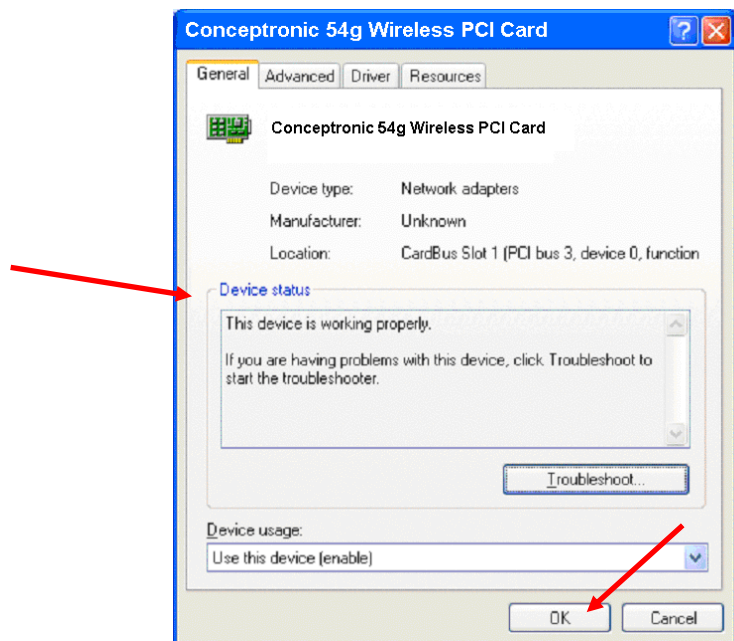 Conceptronic 54g Wireless PCI Card
General Advanced Driver Resources
Conceptronic 54g Wireless PCI Card
Device type: Network adapters
Manufacturer: Unknown
Location: CardBus Slot 1 (PCI bus 3, device 0, function
Device status
This device is working properly.
If you are having problems with this device, click Troubleshoot to
start the troubleshooter.
Troubleshoot...
Device usage:
Use this device (enable)
OK Cancel